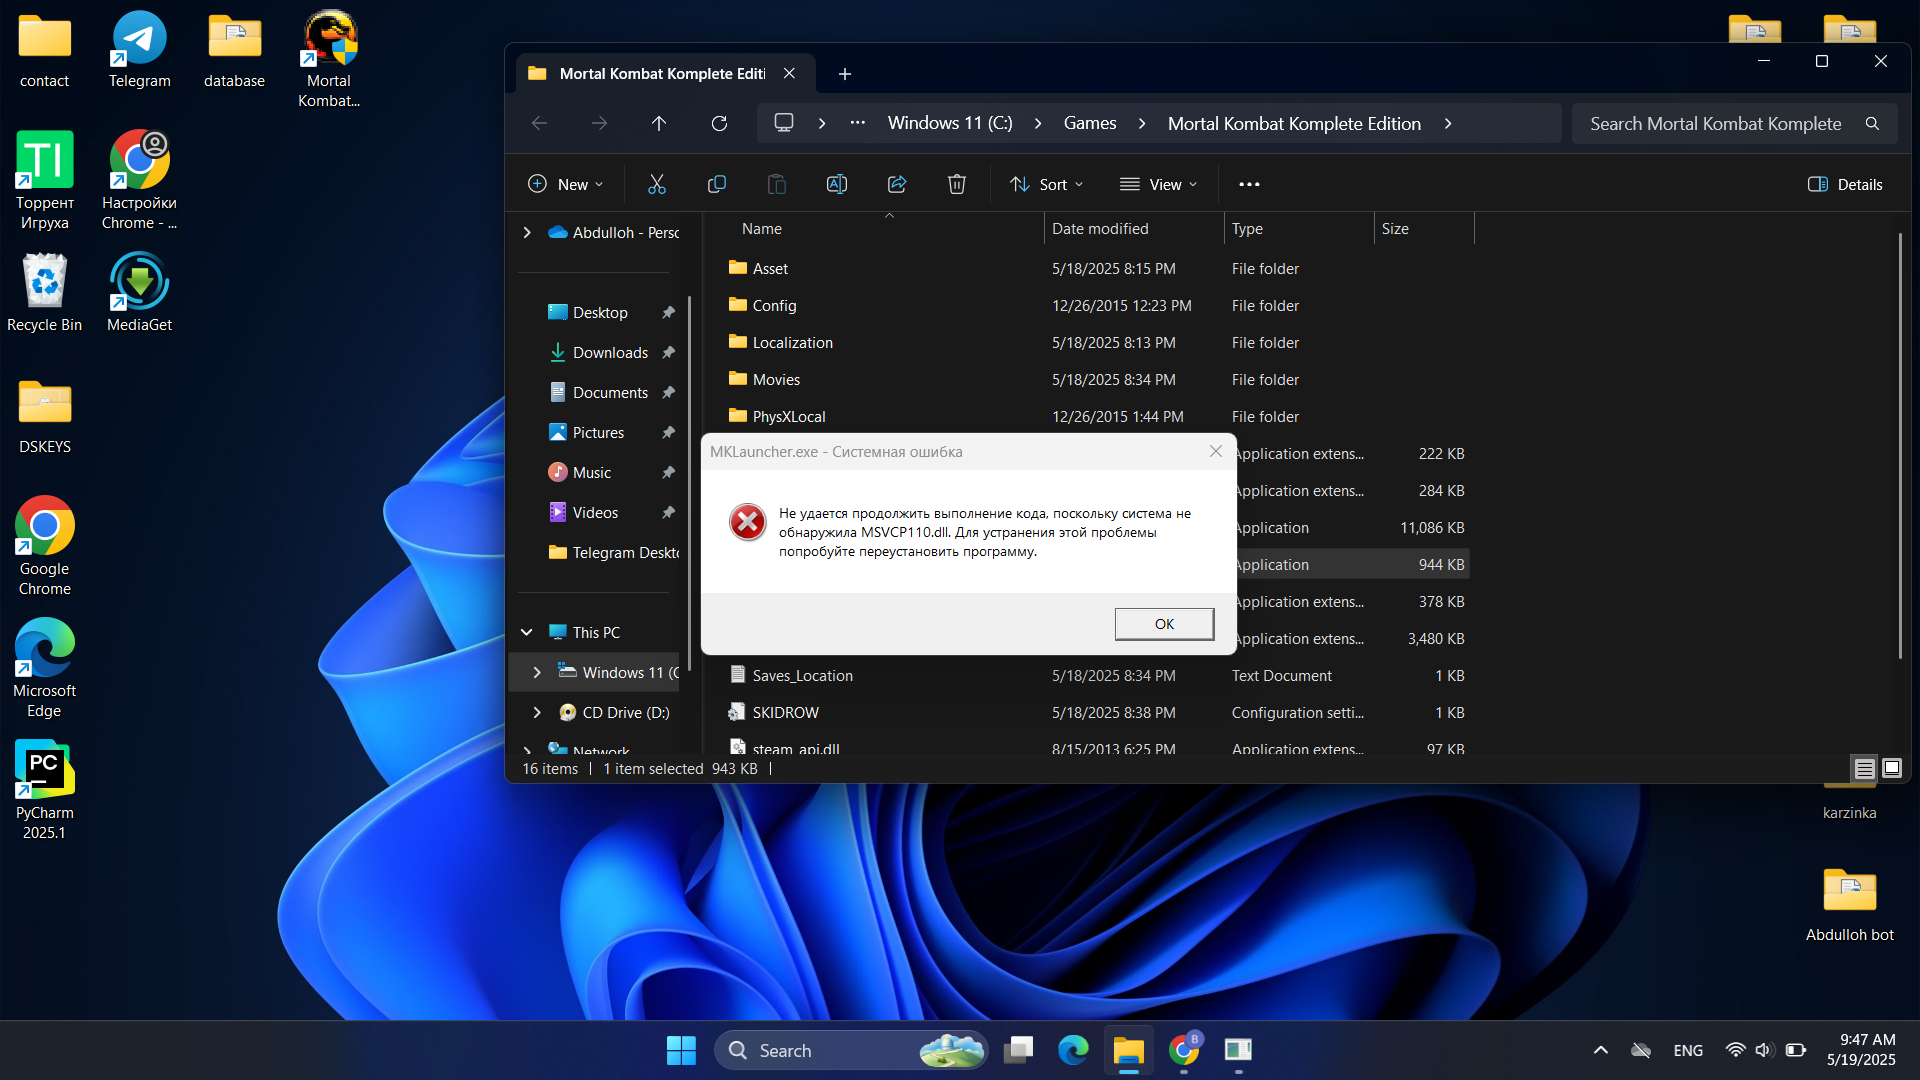 contact
Telegram
database
Mortal
Kombat...
TI
Торрент
Игруха
Настройки
Chrome - ...
Recycle Bin
MediaGet
DSKEYS
Google
Chrome
Microsoft
Edge
PC
PyCharm
2025.1
Mortal Kombat Komplete Editi
Windows 11 (C:)
Games
Mortal Kombat Komplete Edition
Search Mortal Kombat Komplete
New
Sort
View
Details
Abdulloh - Perso
Desktop
Downloads
Documents
Pictures
Music
Videos
Telegram Deskto
This PC
Windows 11 (C
CD Drive (D:)
Network
Name Date modified Type Size
Asset 5/18/2025 8:15 PM File folder
Config 12/26/2015 12:23 PM File folder
Localization 5/18/2025 8:13 PM File folder
Movies 5/18/2025 8:34 PM File folder
PhysXLocal 12/26/2015 1:44 PM File folder
Application extens... 222 KB
Application extens... 284 KB
Application 11,086 KB
Application 944 KB
Application extens... 378 KB
Application extens... 3,480 KB
Saves_Location 5/18/2025 8:34 PM Text Document 1 KB
SKIDROW 5/18/2025 8:38 PM Configuration setti... 1 KB
steam_api.dll 8/15/2013 6:25 PM Application extens... 97 KB
16 items 1 item selected 943 KB
MKLauncher.exe - Системная ошибка
Не удается продолжить выполнение кода, поскольку система не
обнаружила MSVCP110.dll. Для устранения этой проблемы
попробуйте переустановить программу.
OK
karzinka
Abdulloh bot
Search
B
ENG
9:47 AM
5/19/2025